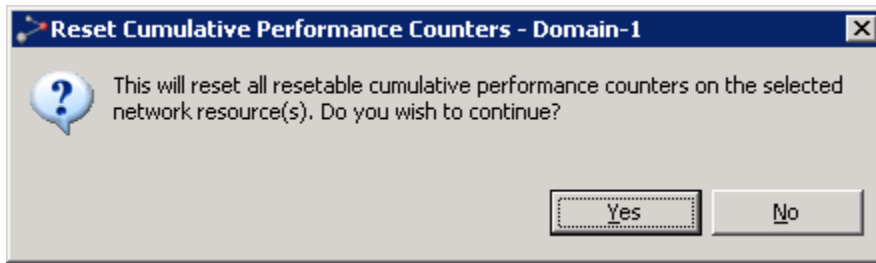 Reset Cumulative Performance Counters - Domain-1
This will reset all resetable cumulative performance counters on the selected
network resource(s). Do you wish to continue?
Yes
No